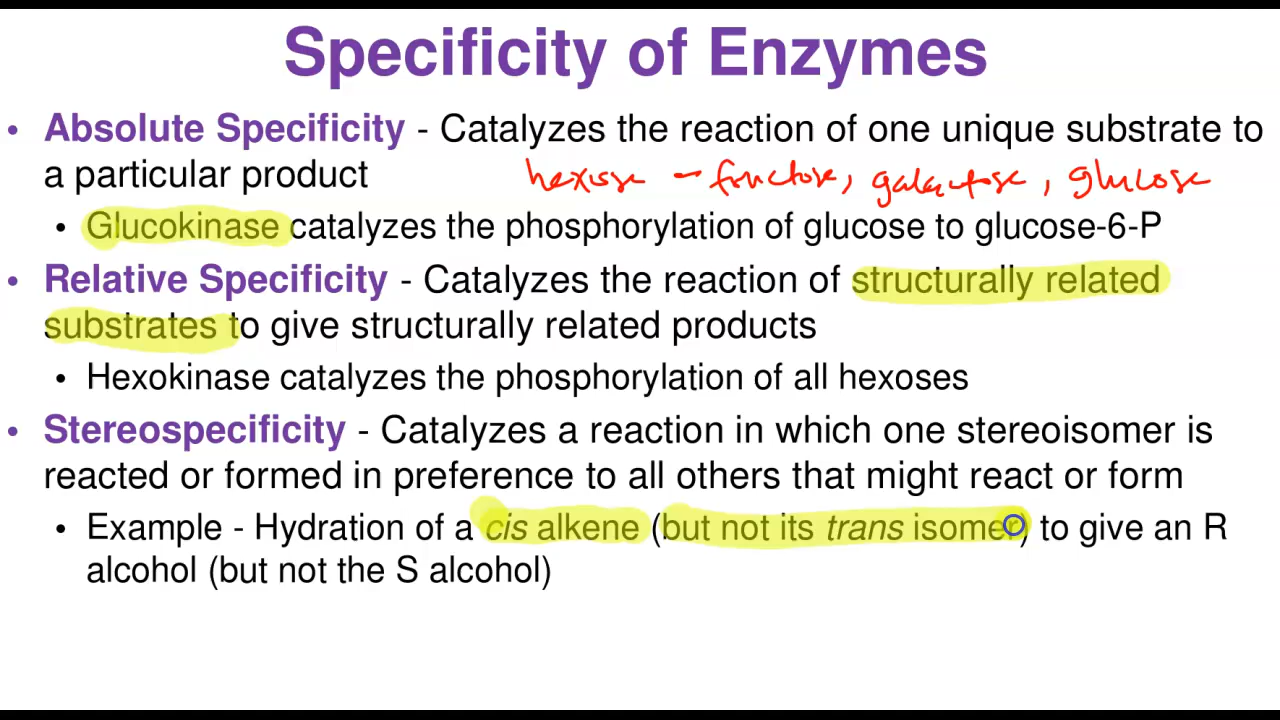 Specificity of Enzymes
• Absolute Specificity - Catalyzes the reaction of one unique substrate to
a particular product
hexose - fructose, galactose, glucose
• Glucokinase catalyzes the phosphorylation of glucose to glucose-6-P
• Relative Specificity - Catalyzes the reaction of structurally related
substrates to give structurally related products
• Hexokinase catalyzes the phosphorylation of all hexoses
• Stereospecificity - Catalyzes a reaction in which one stereoisomer is
reacted or formed in preference to all others that might react or form
• Example - Hydration of a cis alkene (but not its trans isomer) to give an R
alcohol (but not the S alcohol)